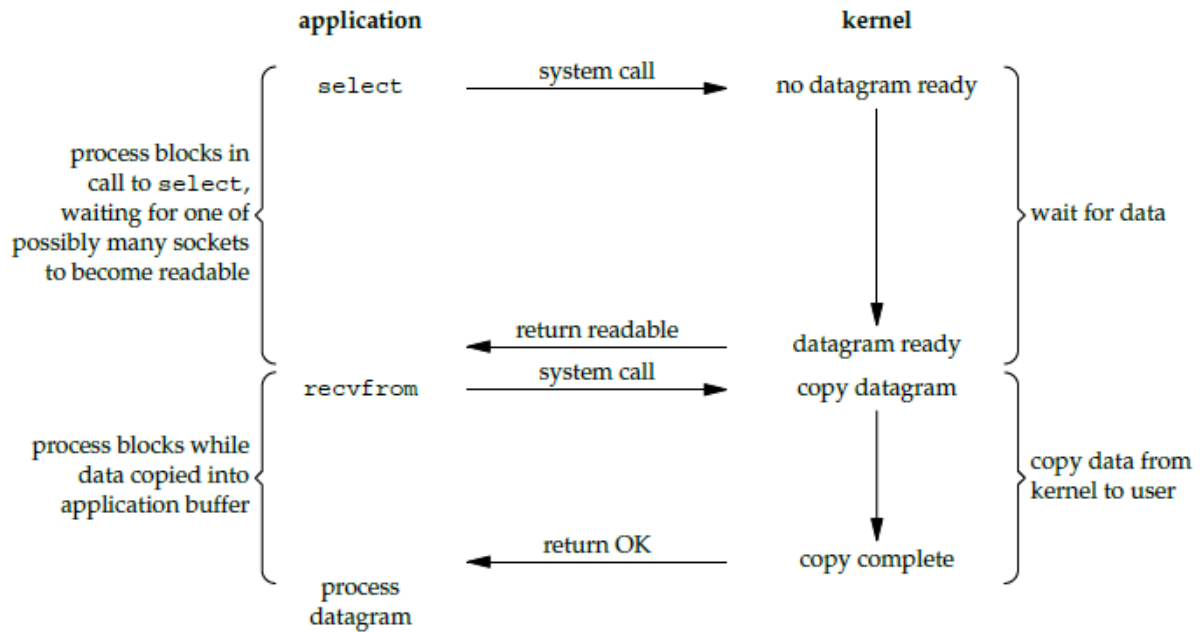 application
kernel
select
system call
no datagram ready
process blocks in
call to select,
waiting for one of
possibly many sockets
to become readable
wait for data
return readable
datagram ready
recvfrom
system call
copy datagram
process blocks while
data copied into
application buffer
copy data from
kernel to user
return OK
copy complete
process
datagram